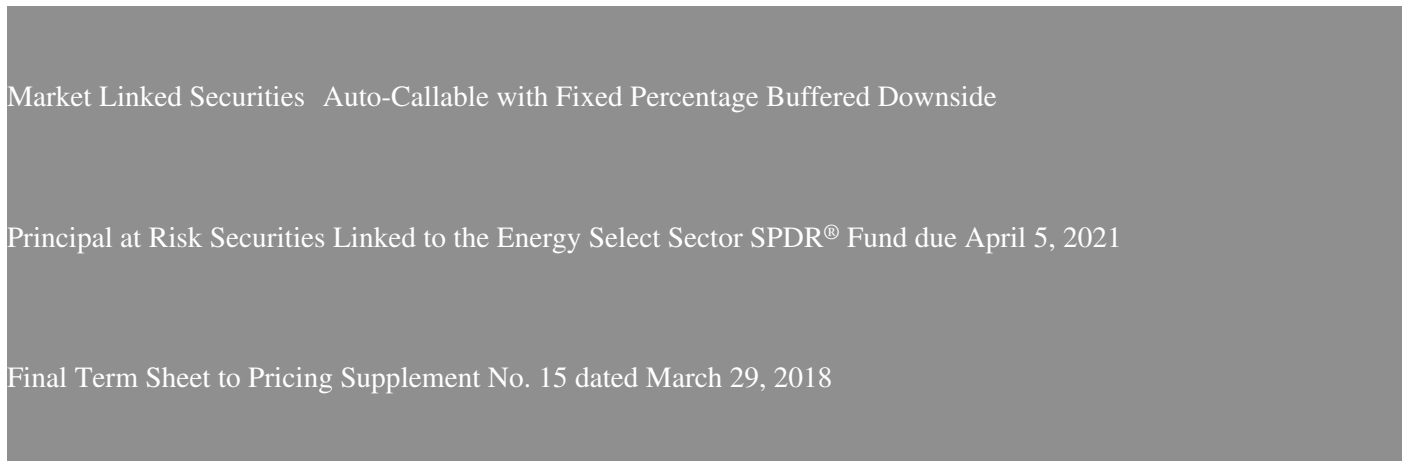 Market Linked Securities Auto-Callable with Fixed Percentage Buffered Downside
Principal at Risk Securities Linked to the Energy Select Sector SPDR® Fund due April 5, 2021
Final Term Sheet to Pricing Supplement No. 15 dated March 29, 2018